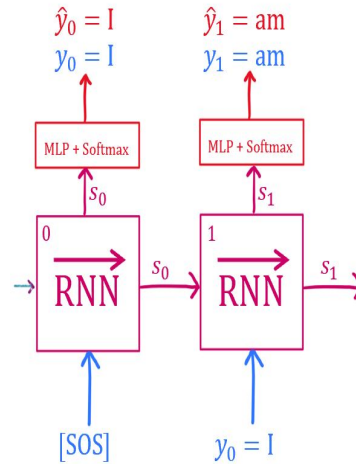 ŷ₀ = I ŷ₁ = am
y₀ = I y₁ = am
MLP + Softmax MLP + Softmax
s₀ s₁
0 1
RNN s₀ RNN s₁
[SOS] y₀ = I